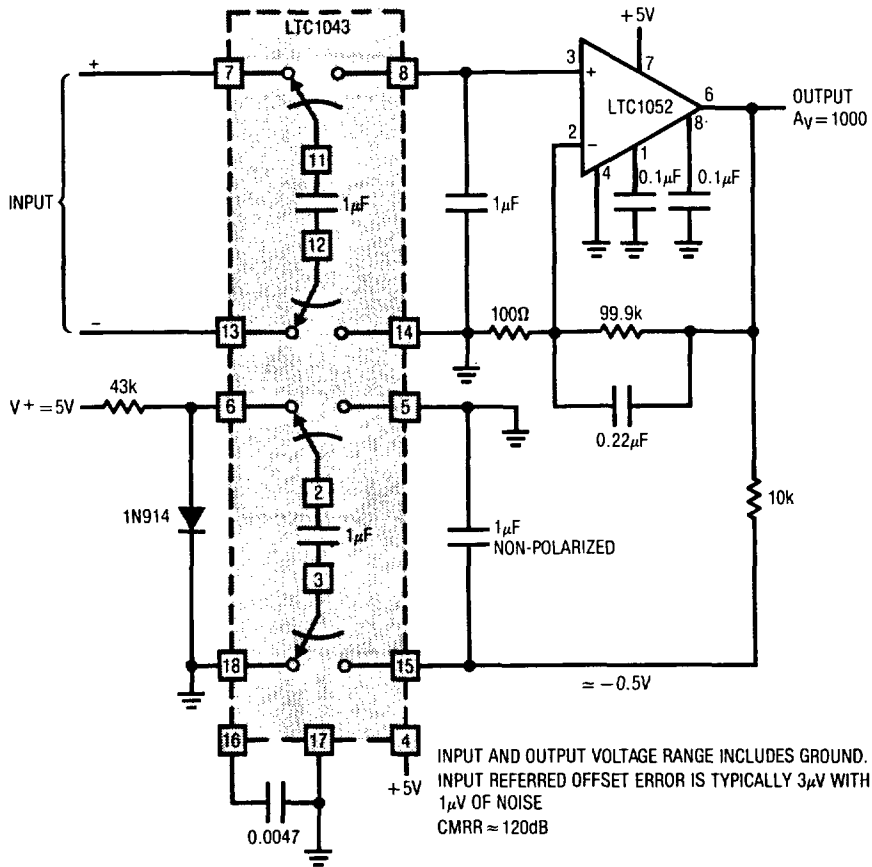 LTC1043
+5V
+
7
8
3
+
7
LTC1052
6
OUTPUT
AV=1000
8
2
−
1
4
0.1µF
0.1µF
11
1µF
12
1µF
INPUT
−
13
14
100Ω
99.9k
0.22µF
43k
V+=5V
6
5
10k
2
1N914
1µF
1µF
NON-POLARIZED
3
18
15
≃−0.5V
16
17
4
+5V
0.0047
INPUT AND OUTPUT VOLTAGE RANGE INCLUDES GROUND.
INPUT REFERRED OFFSET ERROR IS TYPICALLY 3µV WITH
1µV OF NOISE
CMRR ≈ 120dB